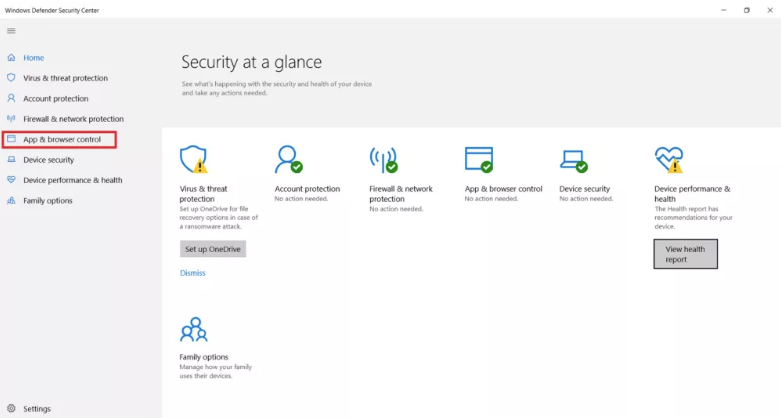 Windows Defender Security Center
Home
Virus & threat protection
Account protection
Firewall & network protection
App & browser control
Device security
Device performance & health
Family options
Settings
Security at a glance
See what's happening with the security and health of your device
and take any actions needed.
Virus & threat
protection
Set up OneDrive for file
recovery options in case of
a ransomware attack.
Set up OneDrive
Dismiss
Account protection
No action needed.
Firewall & network
protection
No action needed.
App & browser control
No action needed.
Device security
No action needed.
Device performance &
health
The Health report has
recommendations for your
device.
View health
report
Family options
Manage how your family
uses their devices.